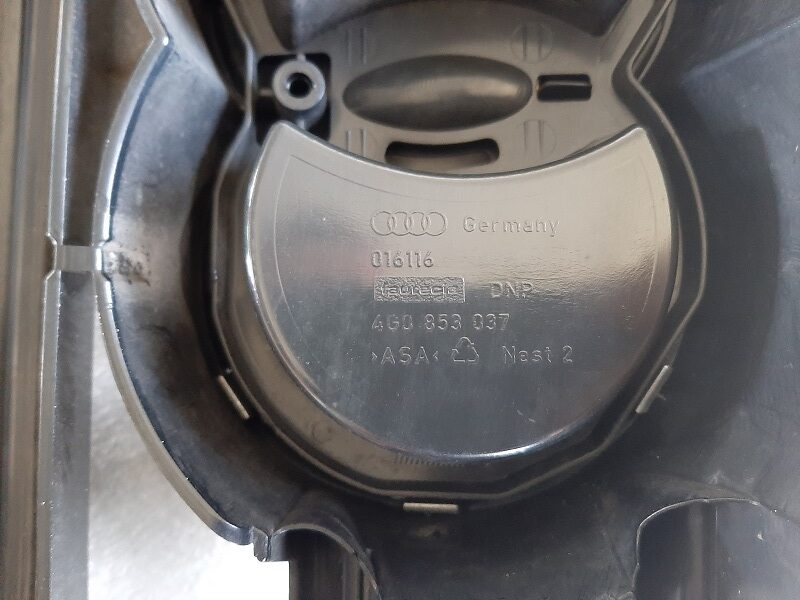 Germany
016116
faurecia DNP
4G0 853 037
>ASA< Nest 2